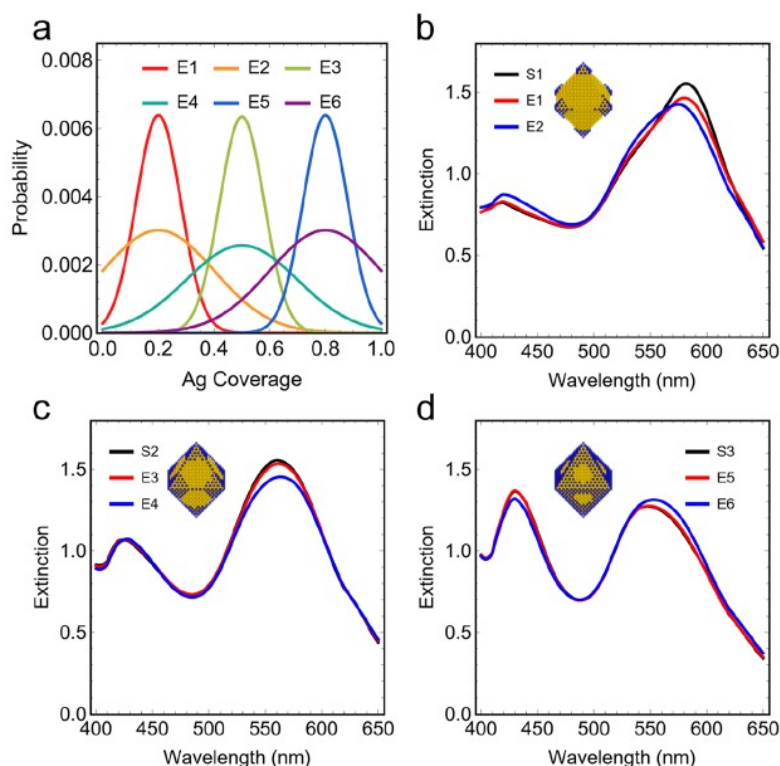 a
0.008
0.006
0.004
0.002
0.000
Probability
E1 E2 E3
E4 E5 E6
0.0 0.2 0.4 0.6 0.8 1.0
Ag Coverage
b
1.5
1.0
0.5
0.0
Extinction
S1
E1
E2
400 450 500 550 600 650
Wavelength (nm)
c
1.5
1.0
0.5
0.0
Extinction
S2
E3
E4
400 450 500 550 600 650
Wavelength (nm)
d
1.5
1.0
0.5
0.0
Extinction
S3
E5
E6
400 450 500 550 600 650
Wavelength (nm)